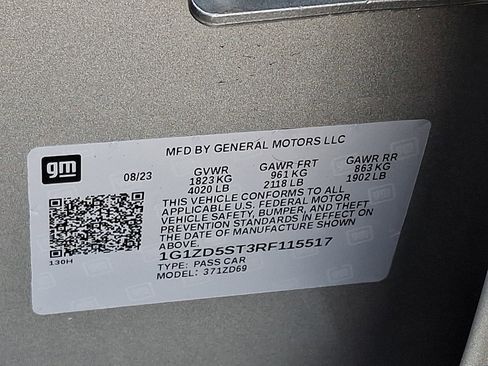 gm
MFD BY GENERAL MOTORS LLC
08/23 GVWR GAWR FRT GAWR RR
1823 KG 961 KG 863 KG
4020 LB 2118 LB 1902 LB
THIS VEHICLE CONFORMS TO ALL
APPLICABLE U.S. FEDERAL MOTOR
VEHICLE SAFETY, BUMPER, AND THEFT
PREVENTION STANDARDS IN EFFECT ON
THE DATE OF MANUFACTURE SHOWN
ABOVE.
1G1ZD5ST3RF115517
130H
TYPE: PASS CAR
MODEL: 371ZD69